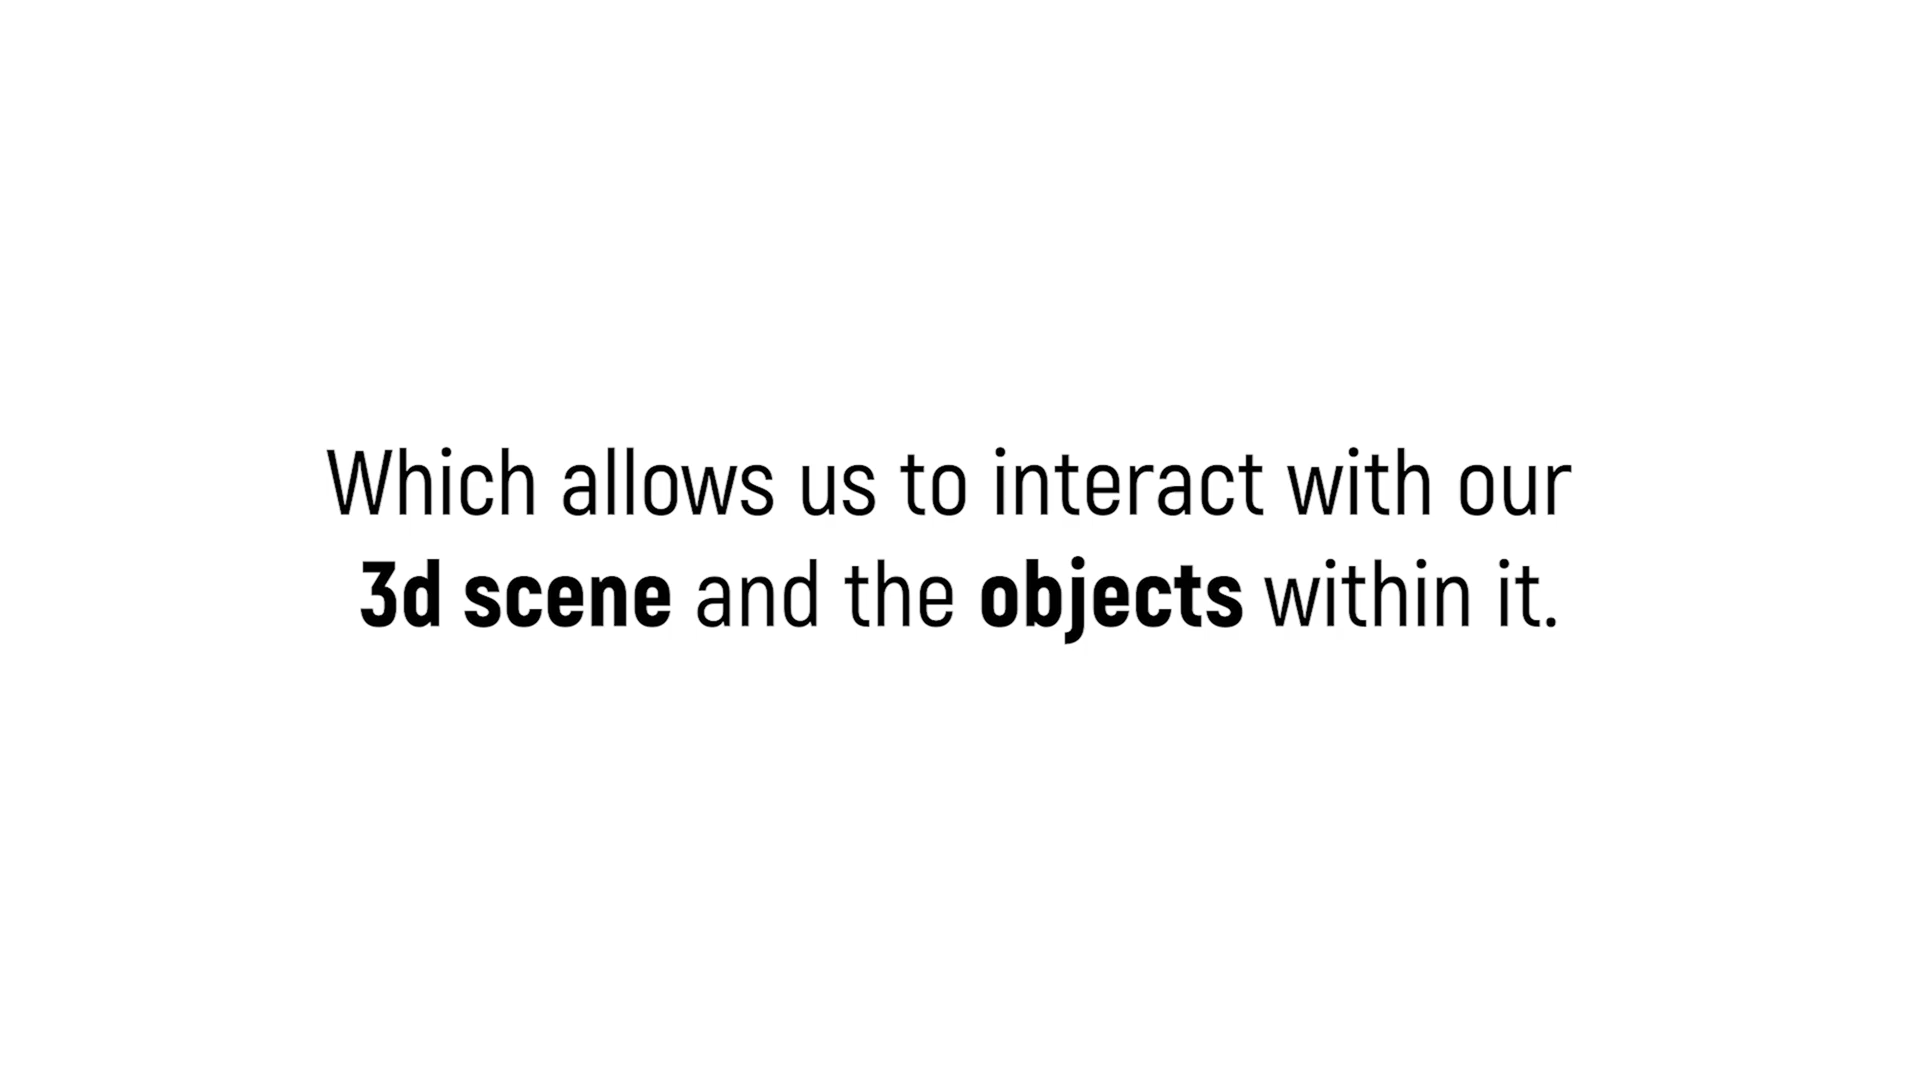 Which allows us to interact with our
3d scene and the objects within it.